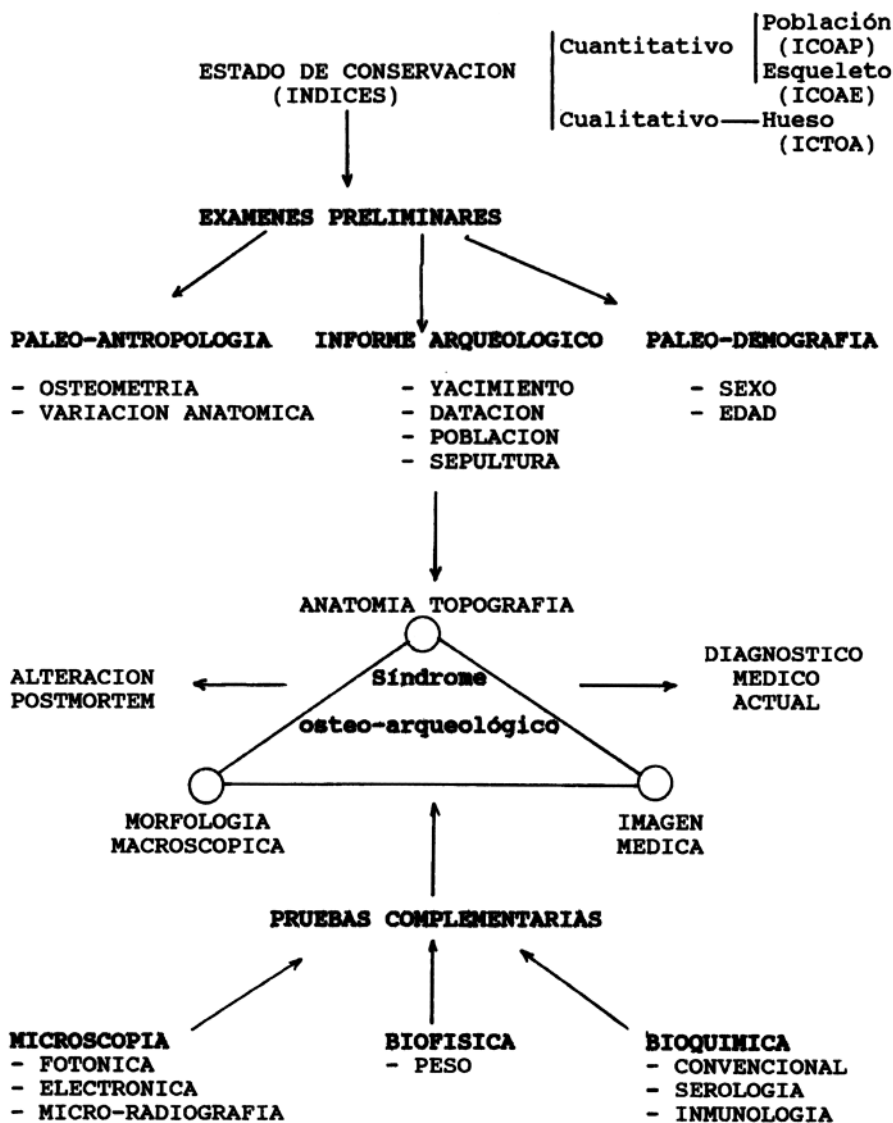 Población
Cuantitativo
(ICOAP)
ESTADO DE CONSERVACION
Esqueleto
(INDICES)
(ICOAE)
Cualitativo
Hueso
(ICTOA)
EXAMENES PRELIMINARES
PALEO-ANTROPOLOGIA
- OSTEOMETRIA
- VARIACION ANATOMICA
INFORME ARQUEOLOGICO
- YACIMIENTO
- DATACION
- POBLACION
- SEPULTURA
PALEO-DEMOGRAFIA
- SEXO
- EDAD
ANATOMIA TOPOGRAFIA
ALTERACION
POSTMORTEM
Síndrome
osteo-arqueológico
DIAGNOSTICO
MEDICO
ACTUAL
MORFOLOGIA
MACROSCOPICA
IMAGEN
MEDICA
PRUEBAS COMPLEMENTARIAS
MICROSCOPIA
- FOTONICA
- ELECTRONICA
- MICRO-RADIOGRAFIA
BIOFISICA
- PESO
BIOQUIMICA
- CONVENCIONAL
- SEROLOGIA
- INMUNOLOGIA